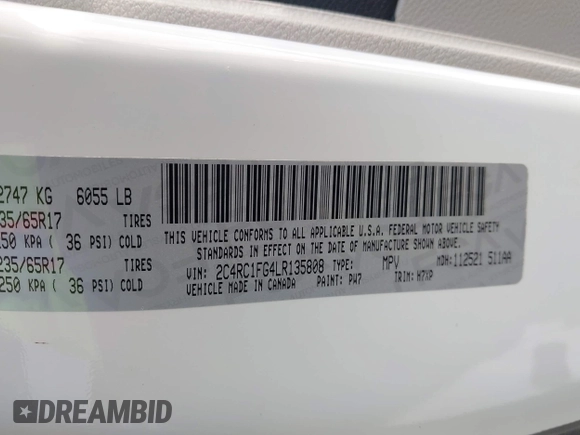 2747 KG 6055 LB
35/65R17 TIRES
250 KPA ( 36 PSI) COLD
235/65R17 TIRES
250 KPA ( 36 PSI) COLD
THIS VEHICLE CONFORMS TO ALL APPLICABLE U.S.A. FEDERAL MOTOR VEHICLE SAFETY
STANDARDS IN EFFECT ON THE DATE OF MANUFACTURE SHOWN ABOVE.
VIN: 2C4RC1FG4LR135808 TYPE: MPV MDH: 112521 511AA
VEHICLE MADE IN CANADA PAINT: PW7 TRIM: H7XP
DREAMBID